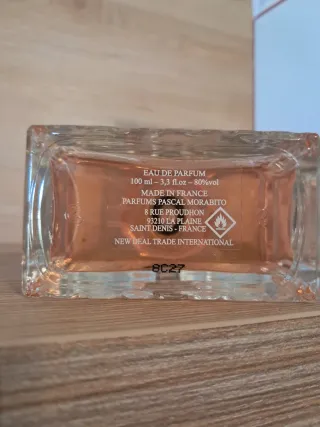 EAU DE PARFUM
100 ml – 3,3 fl.oz – 80%vol
MADE IN FRANCE
PARFUMS PASCAL MORABITO
8 RUE PROUDHON
93210 LA PLAINE
SAINT DENIS - FRANCE
NEW DEAL TRADE INTERNATIONAL
8C27